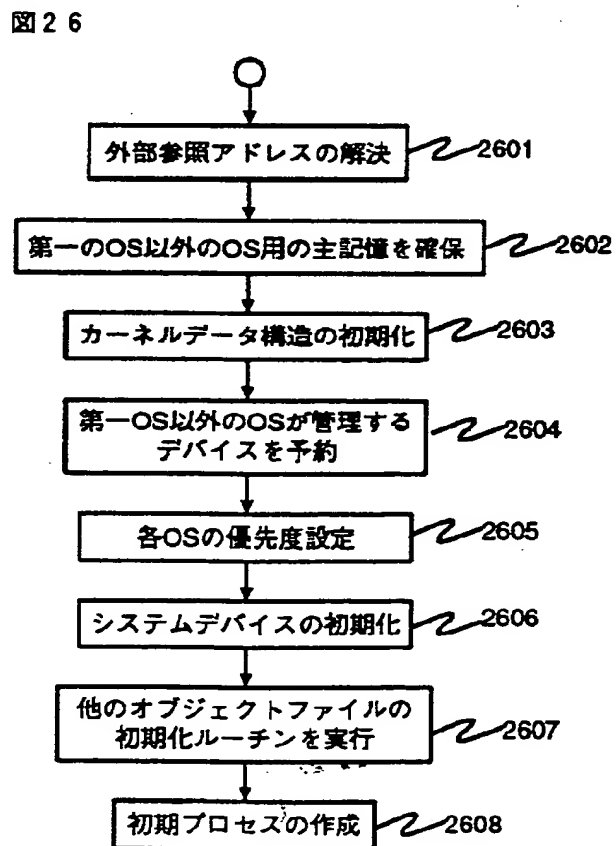 図26
外部参照アドレスの解決 2601
第一のOS以外のOS用の主記憶を確保 2602
カーネルデータ構造の初期化 2603
第一OS以外のOSが管理する
デバイスを予約 2604
各OSの優先度設定 2605
システムデバイスの初期化 2606
他のオブジェクトファイルの
初期化ルーチンを実行 2607
初期プロセスの作成 2608